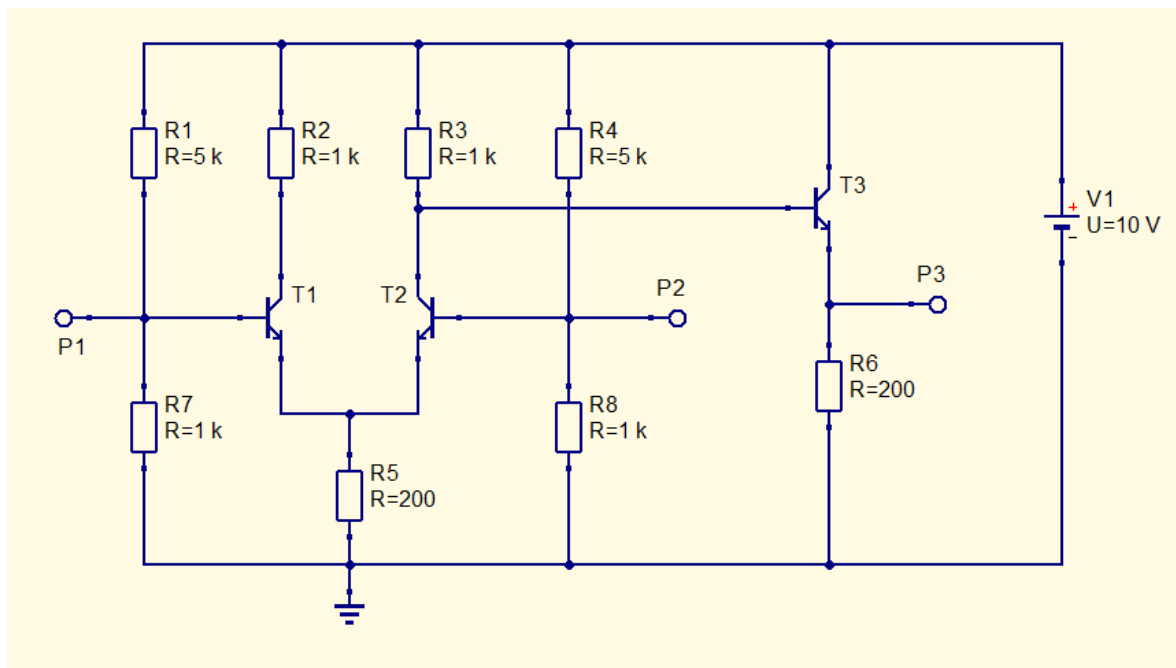 R1
R=5 k
R2
R=1 k
R3
R=1 k
R4
R=5 k
T3
+
V1
U=10 V
−
P1
T1
T2
P2
P3
R7
R=1 k
R8
R=1 k
R6
R=200
R5
R=200